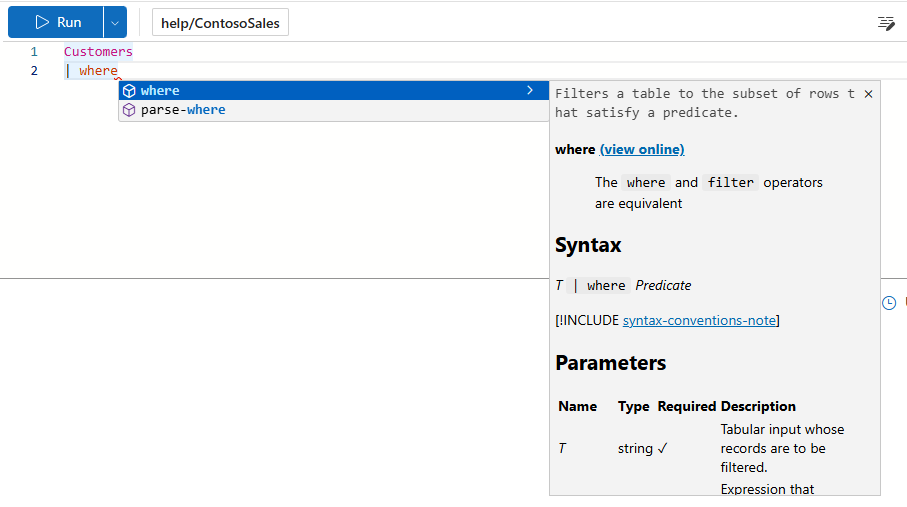 Run
help/ContosoSales
1 Customers
2 | where
where
parse-where
Filters a table to the subset of rows t
hat satisfy a predicate.
where (view online)
The where and filter operators
are equivalent
Syntax
T | where Predicate
[!INCLUDE syntax-conventions-note]
Parameters
Name Type Required Description
T string ✓ Tabular input whose
records are to be
filtered.
Expression that